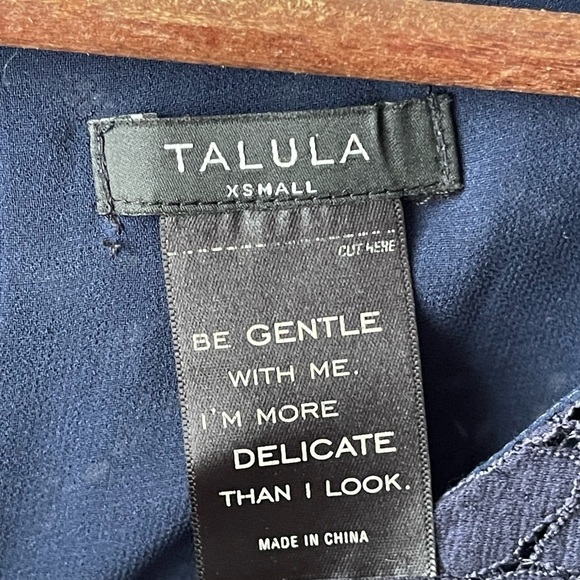 TALULA
XSMALL
CUT HERE
BE GENTLE
WITH ME.
I'M MORE
DELICATE
THAN I LOOK.
MADE IN CHINA